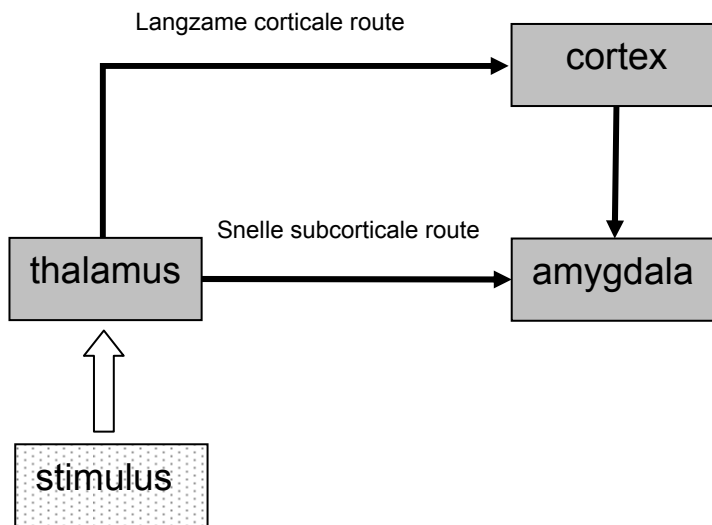 Langzame corticale route
cortex
Snelle subcorticale route
thalamus
amygdala
stimulus